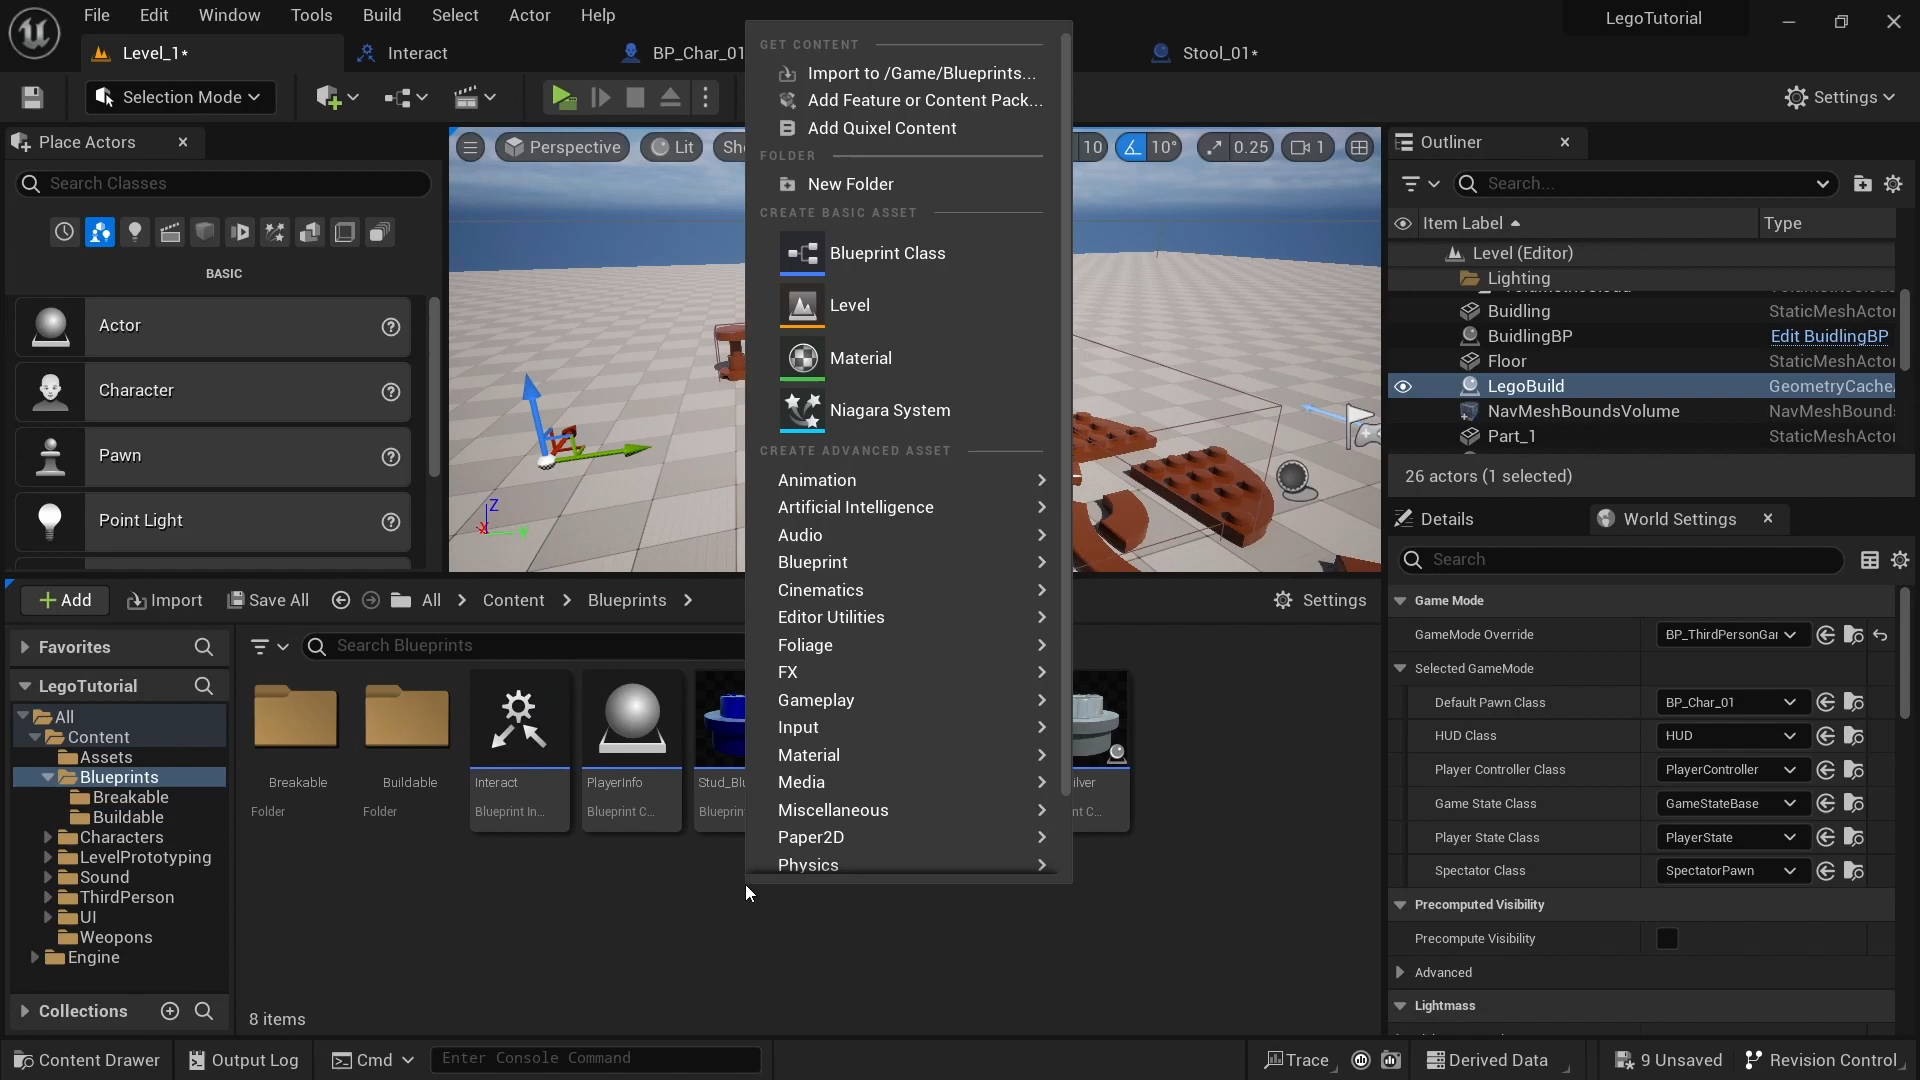 File Edit Window Tools Build Select Actor Help
LegoTutorial
Level_1*
Interact
BP_Char_01
Stool_01*
Selection Mode
Settings
Place Actors
Search Classes
BASIC
Actor
Character
Pawn
Point Light
Perspective
Lit
10
10°
0.25
1
Z
X
Y
GET CONTENT
Import to /Game/Blueprints...
Add Feature or Content Pack...
Add Quixel Content
FOLDER
New Folder
CREATE BASIC ASSET
Blueprint Class
Level
Material
Niagara System
CREATE ADVANCED ASSET
Animation
Artificial Intelligence
Audio
Blueprint
Cinematics
Editor Utilities
Foliage
FX
Gameplay
Input
Material
Media
Miscellaneous
Paper2D
Physics
Outliner
Search...
Item Label Type
Level (Editor)
Lighting
Buidling StaticMeshActor
BuidlingBP Edit BuidlingBP
Floor StaticMeshActor
LegoBuild GeometryCache
NavMeshBoundsVolume NavMeshBounds
Part_1 StaticMeshActor
26 actors (1 selected)
Details
World Settings
Search
Game Mode
GameMode Override BP_ThirdPersonGar
Selected GameMode
Default Pawn Class BP_Char_01
HUD Class HUD
Player Controller Class PlayerController
Game State Class GameStateBase
Player State Class PlayerState
Spectator Class SpectatorPawn
Precomputed Visibility
Precompute Visibility
Advanced
Lightmass
Add Import Save All All Content Blueprints
Settings
Favorites
Search Blueprints
LegoTutorial
All
Content
Assets
Blueprints
Breakable
Buildable
Characters
LevelPrototyping
Sound
ThirdPerson
UI
Weopons
Engine
Collections
Breakable
Folder
Buildable
Folder
Interact
Blueprint In...
PlayerInfo
Blueprint C...
Stud_Blu
Blueprin
ilver
nt C...
8 items
Content Drawer Output Log Cmd Enter Console Command
Trace Derived Data 9 Unsaved Revision Control